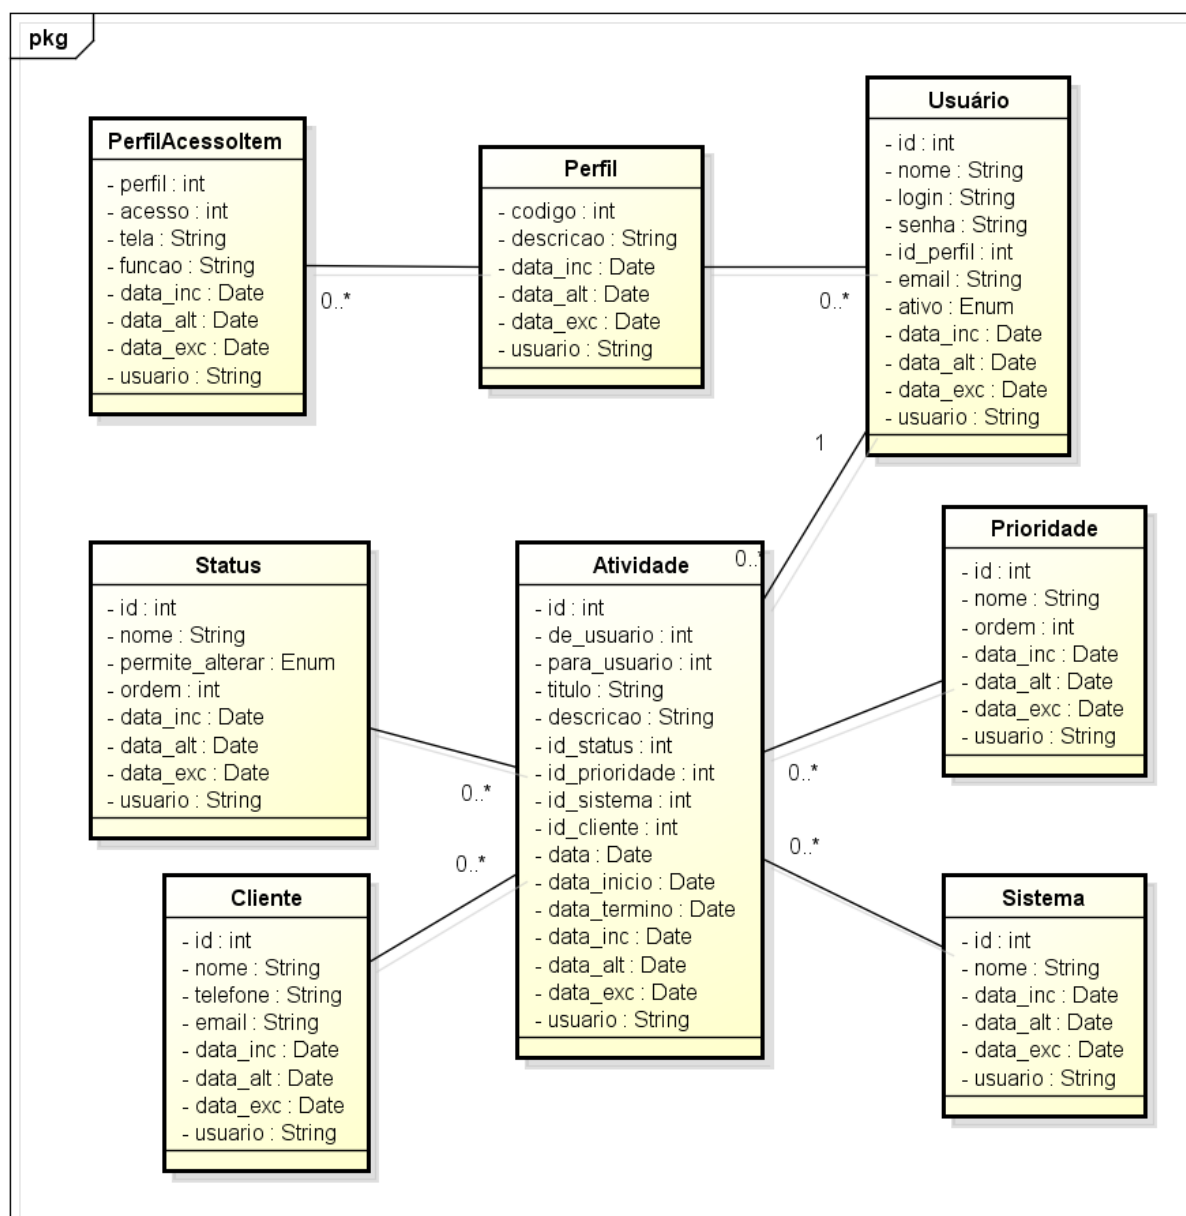 pkg
PerfilAcessoItem
- perfil : int
- acesso : int
- tela : String
- funcao : String
- data_inc : Date
- data_alt : Date
- data_exc : Date
- usuario : String
0..*
Perfil
- codigo : int
- descricao : String
- data_inc : Date
- data_alt : Date
- data_exc : Date
- usuario : String
0..*
Usuário
- id : int
- nome : String
- login : String
- senha : String
- id_perfil : int
- email : String
- ativo : Enum
- data_inc : Date
- data_alt : Date
- data_exc : Date
- usuario : String
1
0..*
Status
- id : int
- nome : String
- permite_alterar : Enum
- ordem : int
- data_inc : Date
- data_alt : Date
- data_exc : Date
- usuario : String
0..*
Atividade
- id : int
- de_usuario : int
- para_usuario : int
- titulo : String
- descricao : String
- id_status : int
- id_prioridade : int
- id_sistema : int
- id_cliente : int
- data : Date
- data_inicio : Date
- data_termino : Date
- data_inc : Date
- data_alt : Date
- data_exc : Date
- usuario : String
Prioridade
- id : int
- nome : String
- ordem : int
- data_inc : Date
- data_alt : Date
- data_exc : Date
- usuario : String
0..*
0..*
0..*
Cliente
- id : int
- nome : String
- telefone : String
- email : String
- data_inc : Date
- data_alt : Date
- data_exc : Date
- usuario : String
Sistema
- id : int
- nome : String
- data_inc : Date
- data_alt : Date
- data_exc : Date
- usuario : String